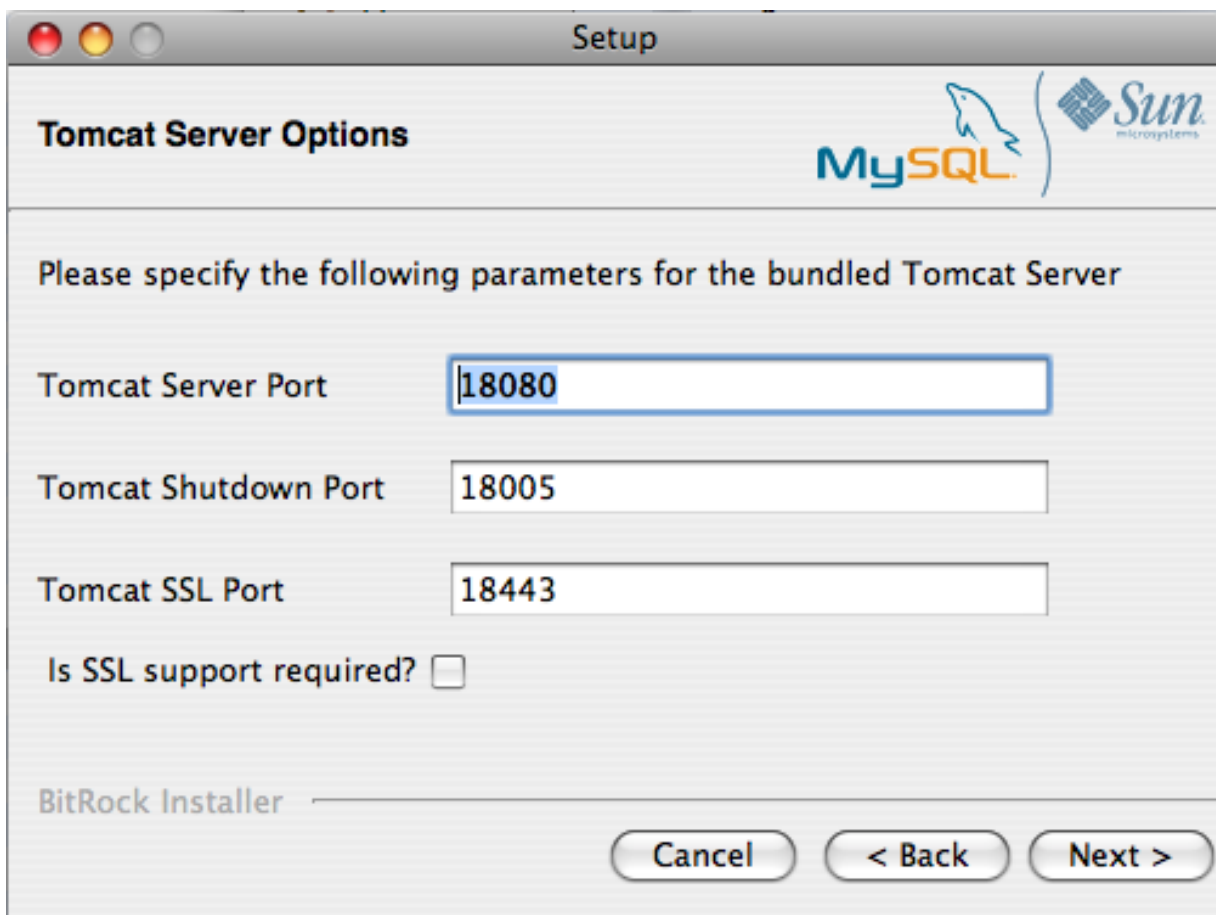 Setup
Tomcat Server Options
MySQL
Sun
microsystems
Please specify the following parameters for the bundled Tomcat Server
Tomcat Server Port 18080
Tomcat Shutdown Port 18005
Tomcat SSL Port 18443
Is SSL support required?
BitRock Installer
Cancel < Back Next >